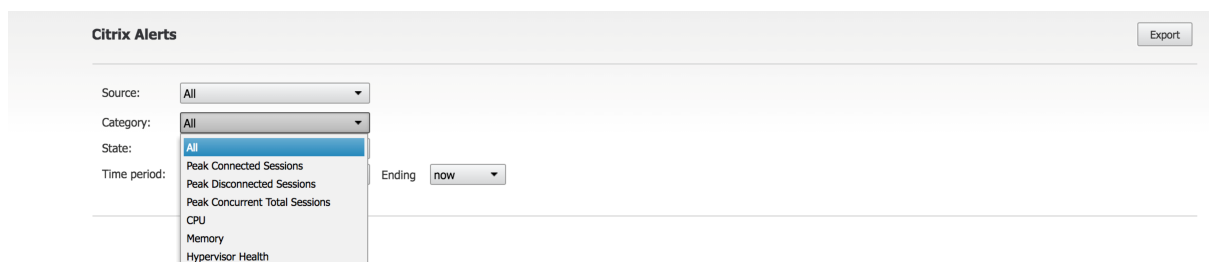 Citrix Alerts
Export
Source: All
Category: All
State: All
Peak Connected Sessions
Time period: Peak Disconnected Sessions Ending now
Peak Concurrent Total Sessions
CPU
Memory
Hypervisor Health